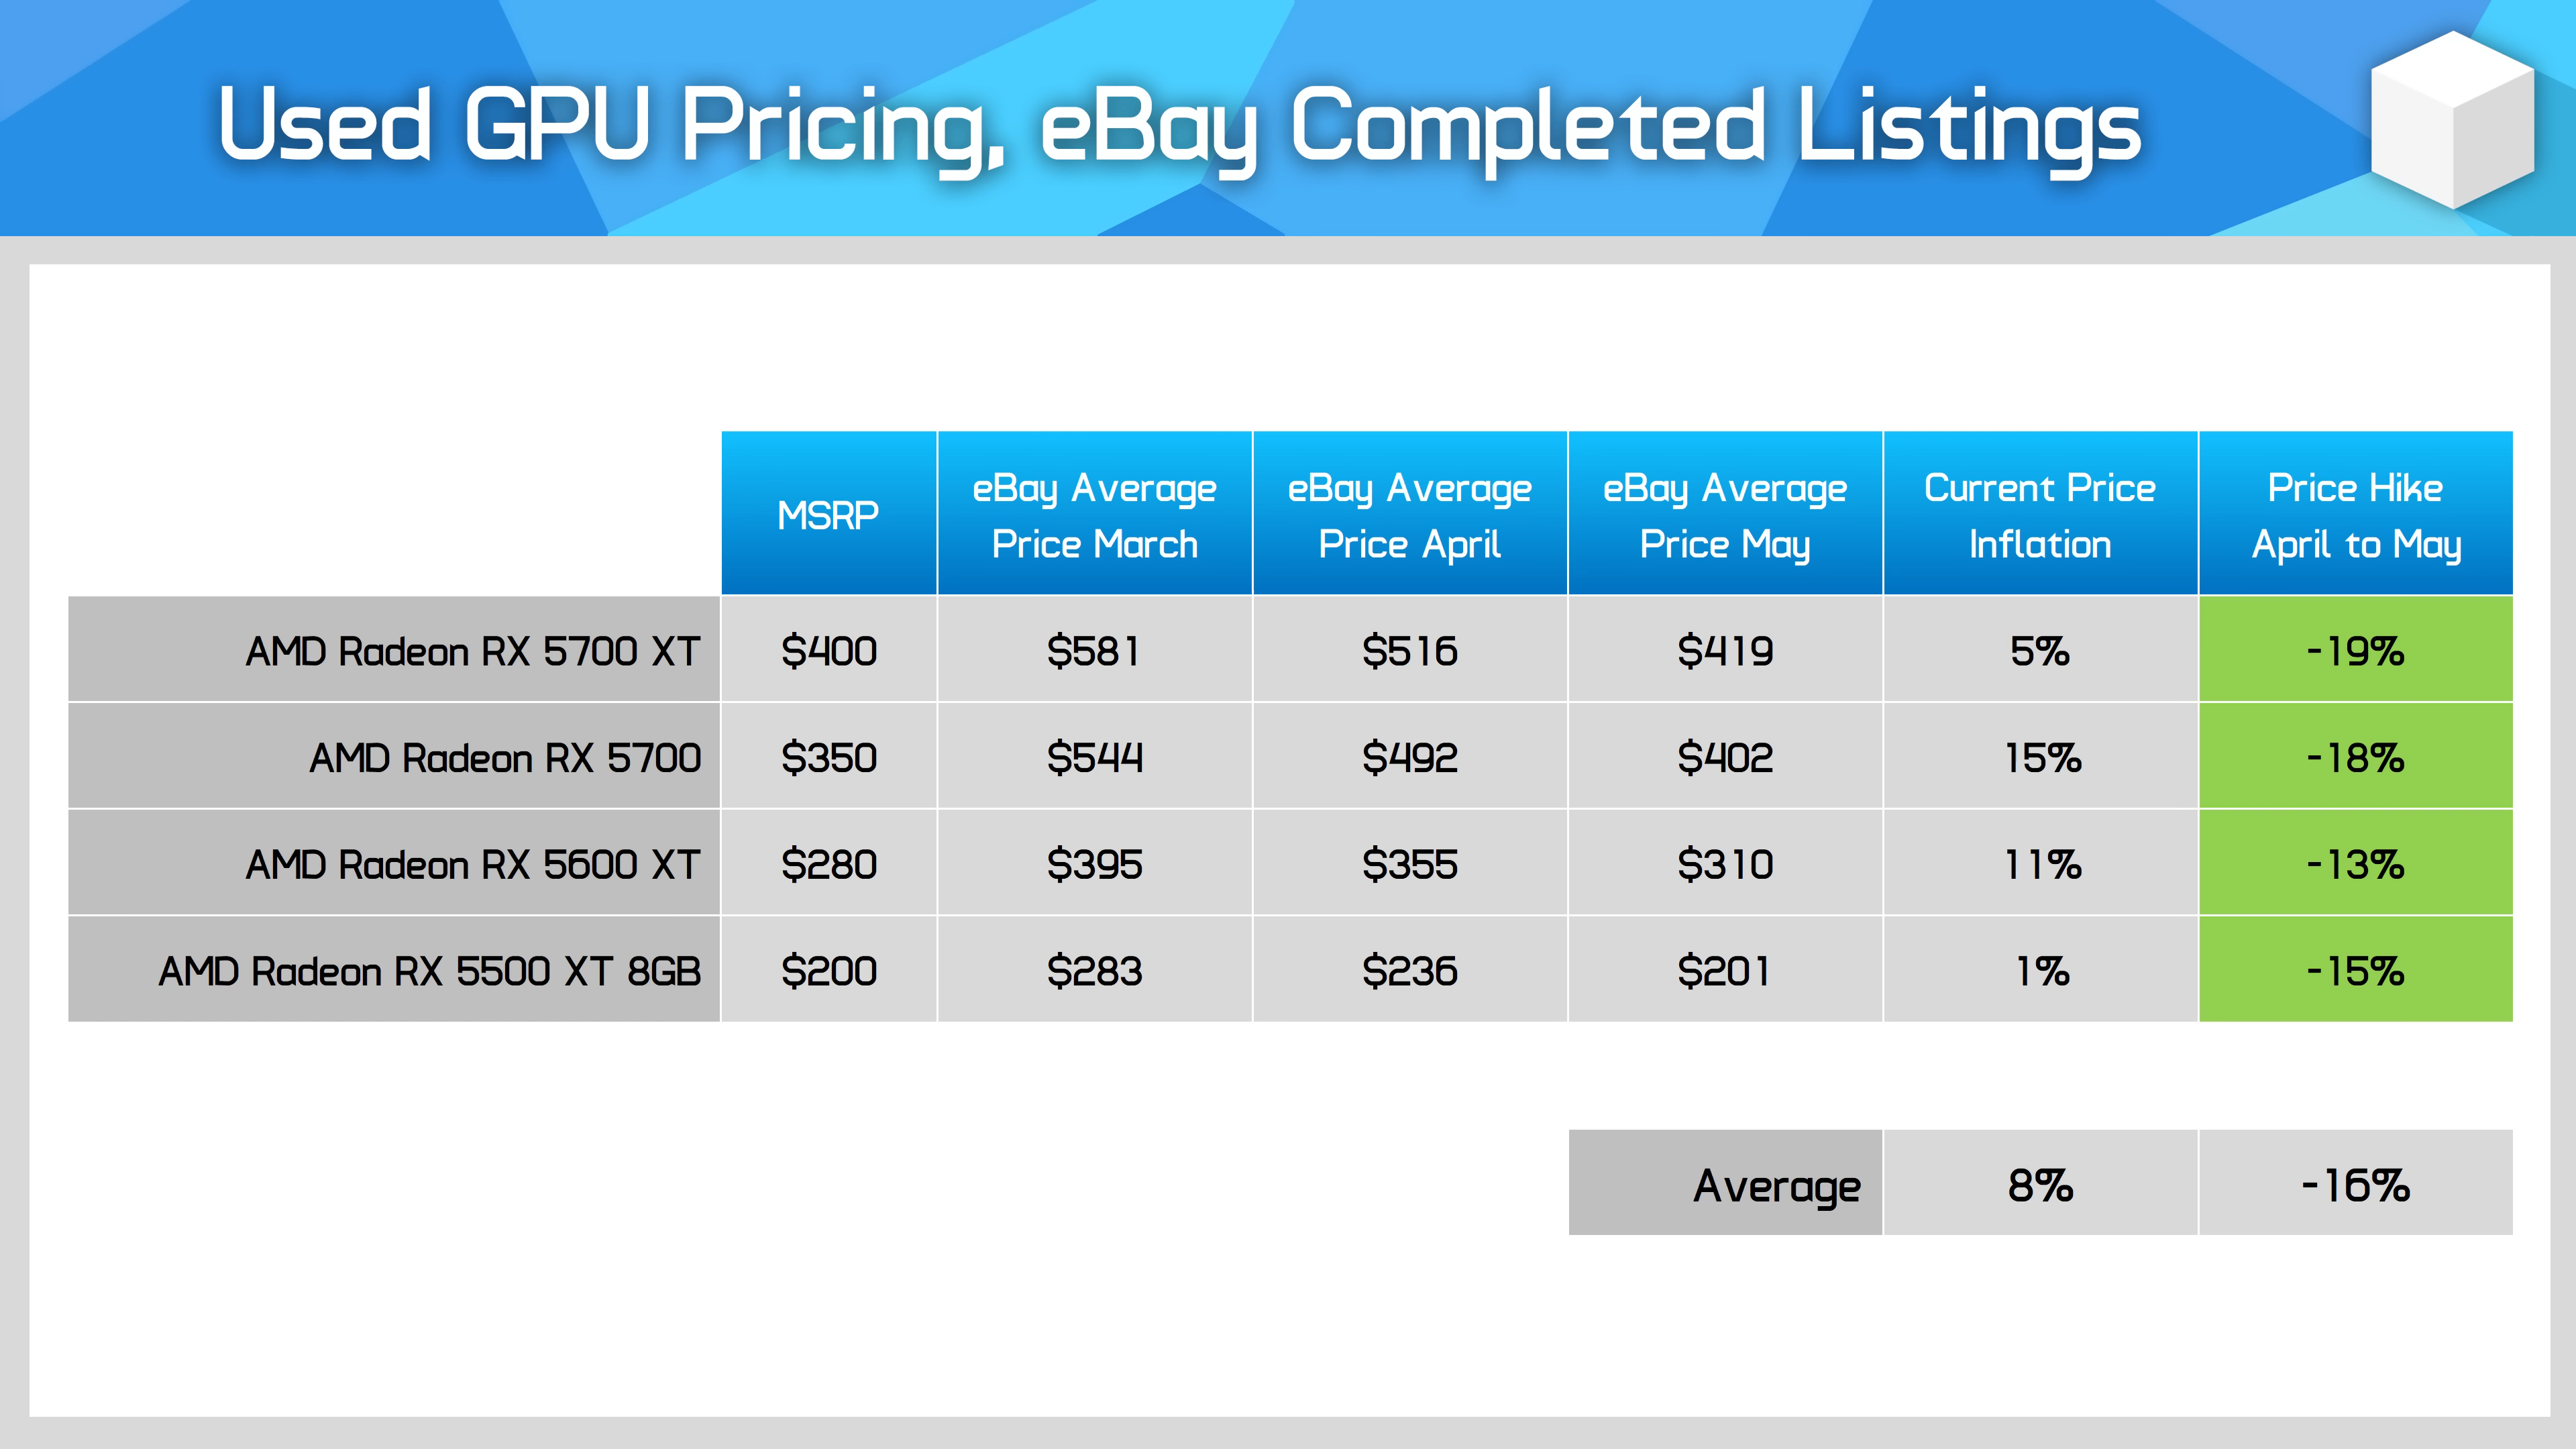 Used GPU Pricing, eBay Completed Listings
MSRP
eBay Average
Price March
eBay Average
Price April
eBay Average
Price May
Current Price
Inflation
Price Hike
April to May
AMD Radeon RX 5700 XT $400 $581 $516 $419 5% -19%
AMD Radeon RX 5700 $350 $544 $492 $402 15% -18%
AMD Radeon RX 5600 XT $280 $395 $355 $310 11% -13%
AMD Radeon RX 5500 XT 8GB $200 $283 $236 $201 1% -15%
Average 8% -16%